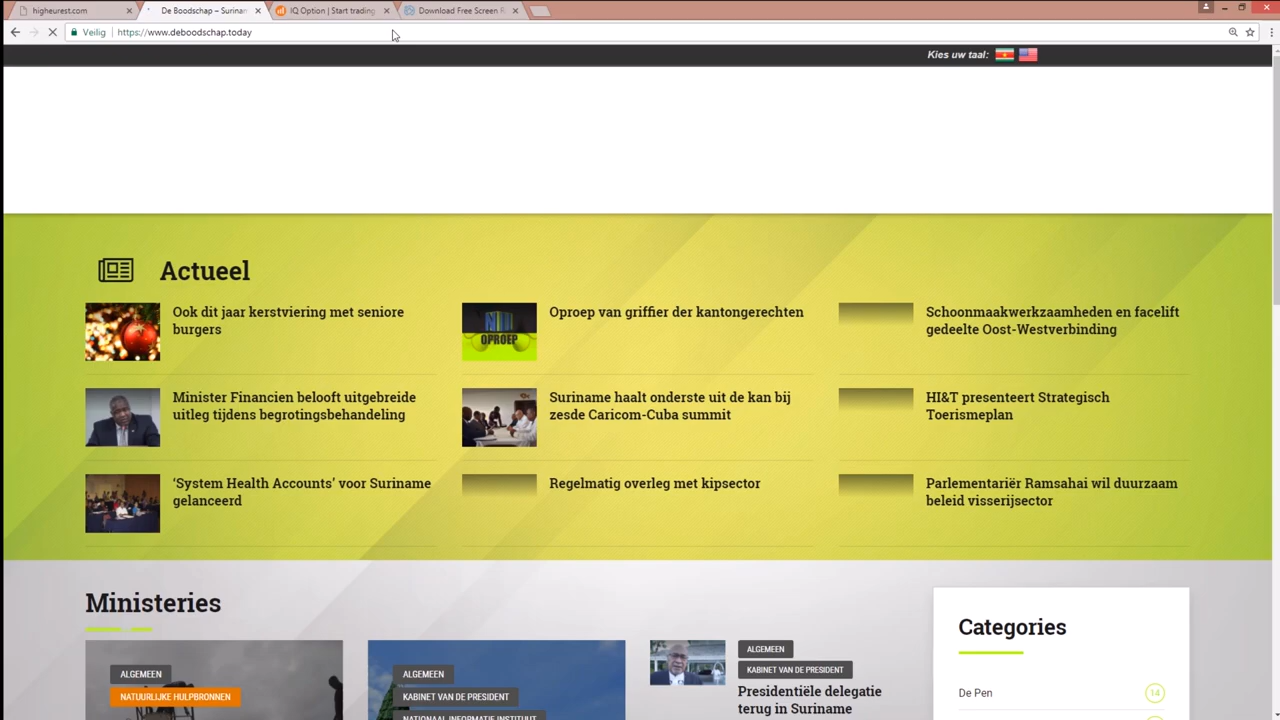 higheurest.com
De Boodschap – Surinam
IQ Option | Start trading
Download Free Screen R
Veilig
https://www.deboodschap.today
Kies uw taal:
Actueel
Ook dit jaar kerstviering met seniore
burgers
Oproep van griffier der kantongerechten
OPROEP
Schoonmaakwerkzaamheden en facelift
gedeelte Oost-Westverbinding
Minister Financien belooft uitgebreide
uitleg tijdens begrotingsbehandeling
Suriname haalt onderste uit de kan bij
zesde Caricom-Cuba summit
HI&T presenteert Strategisch
Toerismeplan
‘System Health Accounts’ voor Suriname
gelanceerd
Regelmatig overleg met kipsector
Parlementariër Ramsahai wil duurzaam
beleid visserijsector
Ministeries
ALGEMEEN
NATUURLIJKE HULPBRONNEN
ALGEMEEN
KABINET VAN DE PRESIDENT
NATIONAAL INFORMATIE INSTITUUT
ALGEMEEN
KABINET VAN DE PRESIDENT
Presidentiële delegatie
terug in Suriname
Categories
De Pen
14